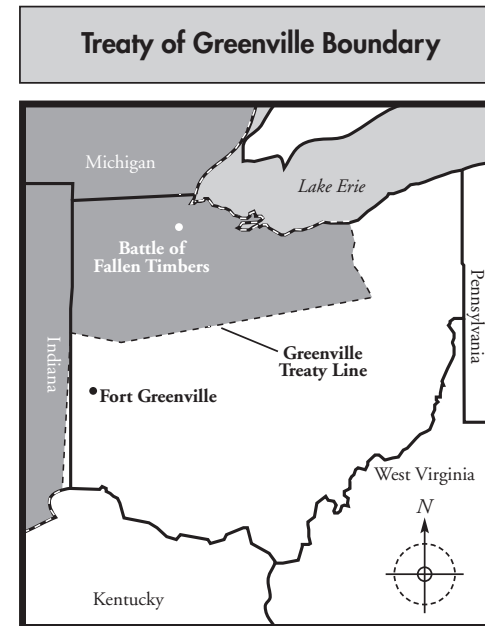 Treaty of Greenville Boundary
Michigan
Lake Erie
Battle of
Fallen Timbers
Pennsylvania
Indiana
Greenville
Treaty Line
Fort Greenville
West Virginia
N
Kentucky